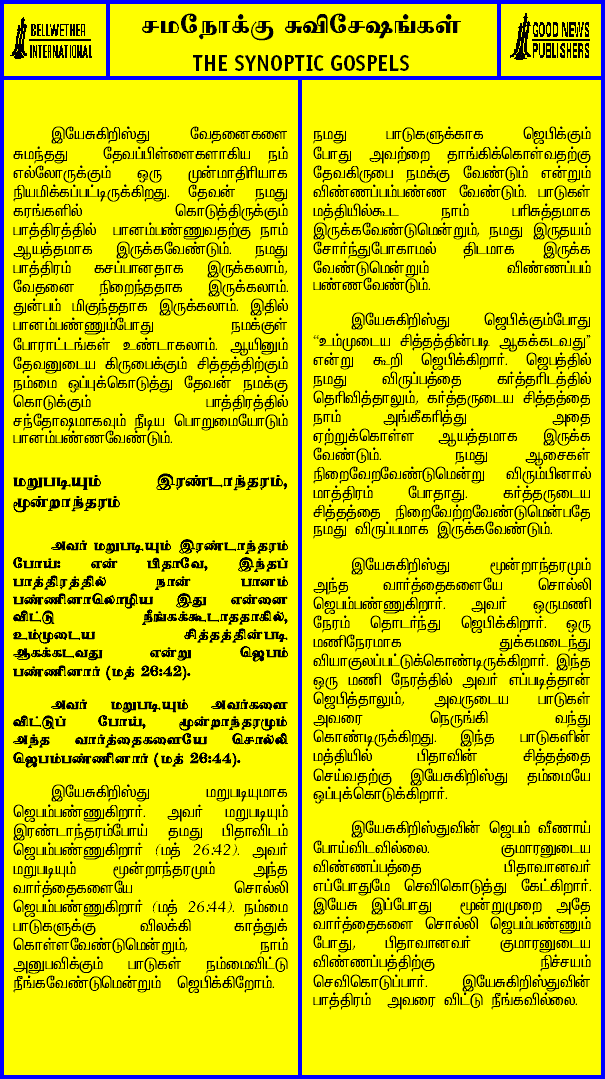 BELLWETHER
INTERNATIONAL
சமநோக்கு சுவிசேஷங்கள்
THE SYNOPTIC GOSPELS
GOOD NEWS
PUBLISHERS
இயேசுகிறிஸ்து வேதனைகளை
சுமந்தது தேவப்பிள்ளைகளாகிய நம்
எல்லோருக்கும் ஒரு முன்மாதிரியாக
நியமிக்கப்பட்டிருக்கிறது. தேவன் நமது
கரங்களில் கொடுத்திருக்கும்
பாத்திரத்தில் பானம்பண்ணுவதற்கு நாம்
ஆயத்தமாக இருக்கவேண்டும். நமது
பாத்திரம் கசப்பானதாக இருக்கலாம்,
வேதனை நிறைந்ததாக இருக்கலாம்.
துன்பம் மிகுந்ததாக இருக்கலாம். இதில்
பானம்பண்ணும்போது நமக்குள்
போராட்டங்கள் உண்டாகலாம். ஆயினும்
தேவனுடைய கிருபைக்கும் சித்தத்திற்கும்
நம்மை ஒப்புக்கொடுத்து தேவன் நமக்கு
கொடுக்கும் பாத்திரத்தில்
சந்தோஷமாகவும் நீடிய பொறுமையோடும்
பானம்பண்ணவேண்டும்.
மறுபடியும் இரண்டாந்தரம்,
மூன்றாந்தரம்
அவர் மறுபடியும் இரண்டாந்தரம்
போய்: என் பிதாவே, இந்தப்
பாத்திரத்தில் நான் பானம்
பண்ணினாலொழிய இது என்னை
விட்டு நீங்கக்கூடாததாகில்,
உம்முடைய சித்தத்தின்படி
ஆகக்கடவது என்று ஜெபம்
பண்ணினார் (மத் 26:42).
அவர் மறுபடியும் அவர்களை
விட்டுப் போய், மூன்றாந்தரமும்
அந்த வார்த்தைகளையே சொல்லி
ஜெபம்பண்ணினார் (மத் 26:44).
இயேசுகிறிஸ்து மறுபடியுமாக
ஜெபம்பண்ணுகிறார். அவர் மறுபடியும்
இரண்டாந்தரம்போய் தமது பிதாவிடம்
ஜெபம்பண்ணுகிறார் (மத் 26:42). அவர்
மறுபடியும் மூன்றாந்தரமும் அந்த
வார்த்தைகளையே சொல்லி
ஜெபம்பண்ணுகிறார் (மத் 26:44). நம்மை
பாடுகளுக்கு விலக்கி காத்துக்
கொள்ளவேண்டுமென்றும், நாம்
அனுபவிக்கும் பாடுகள் நம்மைவிட்டு
நீங்கவேண்டுமென்றும் ஜெபிக்கிறோம்.
நமது பாடுகளுக்காக ஜெபிக்கும்
போது அவற்றை தாங்கிக்கொள்வதற்கு
தேவகிருபை நமக்கு வேண்டும் என்றும்
விண்ணப்பம்பண்ண வேண்டும். பாடுகள்
மத்தியில்கூட நாம் பரிசுத்தமாக
இருக்கவேண்டுமென்றும், நமது இருதயம்
சோர்ந்துபோகாமல் திடமாக இருக்க
வேண்டுமென்றும் விண்ணப்பம்
பண்ணவேண்டும்.
இயேசுகிறிஸ்து ஜெபிக்கும்போது
“உம்முடைய சித்தத்தின்படி ஆகக்கடவது”
என்று கூறி ஜெபிக்கிறார். ஜெபத்தில்
நமது விருப்பத்தை கர்த்தரிடத்தில்
தெரிவித்தாலும், கர்த்தருடைய சித்தத்தை
நாம் அங்கீகரித்து அதை
ஏற்றுக்கொள்ள ஆயத்தமாக இருக்க
வேண்டும். நமது ஆசைகள்
நிறைவேறவேண்டுமென்று விரும்பினால்
மாத்திரம் போதாது. கர்த்தருடைய
சித்தத்தை நிறைவேற்றவேண்டுமென்பதே
நமது விருப்பமாக இருக்கவேண்டும்.
இயேசுகிறிஸ்து மூன்றாந்தரமும்
அந்த வார்த்தைகளையே சொல்லி
ஜெபம்பண்ணுகிறார். அவர் ஒருமணி
நேரம் தொடர்ந்து ஜெபிக்கிறார். ஒரு
மணிநேரமாக துக்கமடைந்து
வியாகுலப்பட்டுக்கொண்டிருக்கிறார். இந்த
ஒரு மணி நேரத்தில் அவர் எப்படித்தான்
ஜெபித்தாலும், அவருடைய பாடுகள்
அவரை நெருங்கி வந்து
கொண்டிருக்கிறது. இந்த பாடுகளின்
மத்தியில் பிதாவின் சித்தத்தை
செய்வதற்கு இயேசுகிறிஸ்து தம்மையே
ஒப்புக்கொடுக்கிறார்.
இயேசுகிறிஸ்துவின் ஜெபம் வீணாய்
போய்விடவில்லை. குமாரனுடைய
விண்ணப்பத்தை பிதாவானவர்
எப்போதுமே செவிகொடுத்து கேட்கிறார்.
இயேசு இப்போது மூன்றுமுறை அதே
வார்த்தைகளை சொல்லி ஜெபம்பண்ணும்
போது, பிதாவானவர் குமாரனுடைய
விண்ணப்பத்திற்கு நிச்சயம்
செவிகொடுப்பார். இயேசுகிறிஸ்துவின்
பாத்திரம் அவரை விட்டு நீங்கவில்லை.